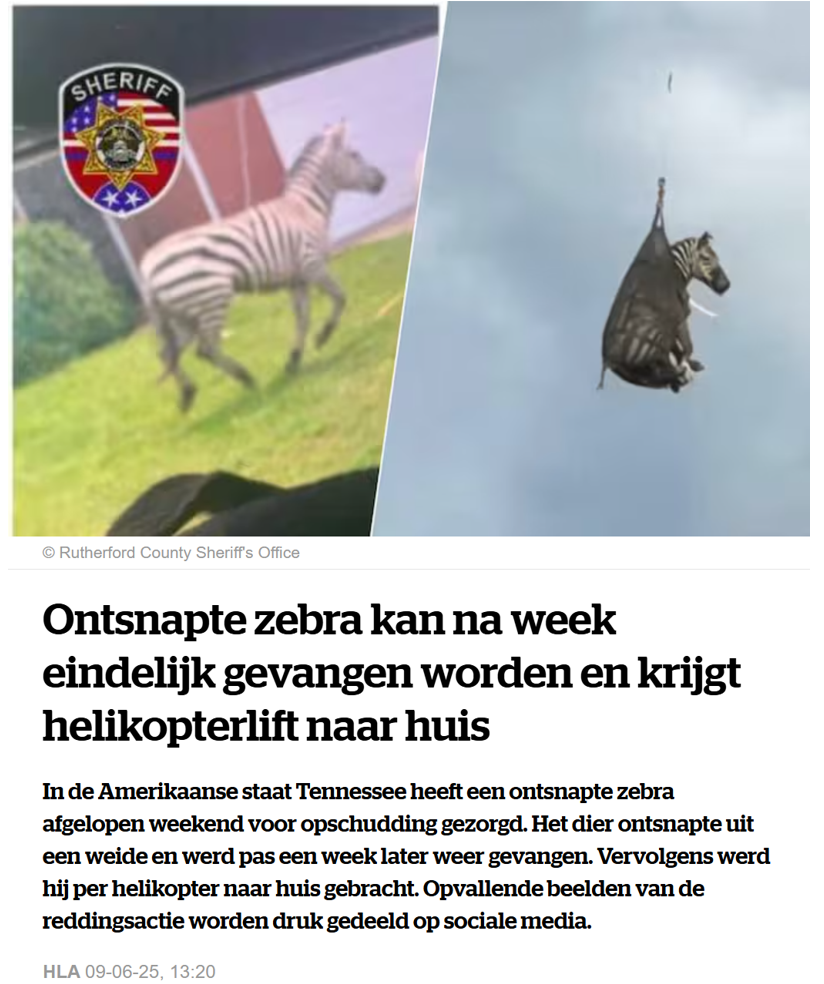 SHERIFF
© Rutherford County Sheriff's Office
Ontsnapte zebra kan na week
eindelijk gevangen worden en krijgt
helikopterlift naar huis
In de Amerikaanse staat Tennessee heeft een ontsnapte zebra
afgelopen weekend voor opschudding gezorgd. Het dier ontsnapte uit
een weide en werd pas een week later weer gevangen. Vervolgens werd
hij per helikopter naar huis gebracht. Opvallende beelden van de
reddingsactie worden druk gedeeld op sociale media.
HLA 09-06-25, 13:20